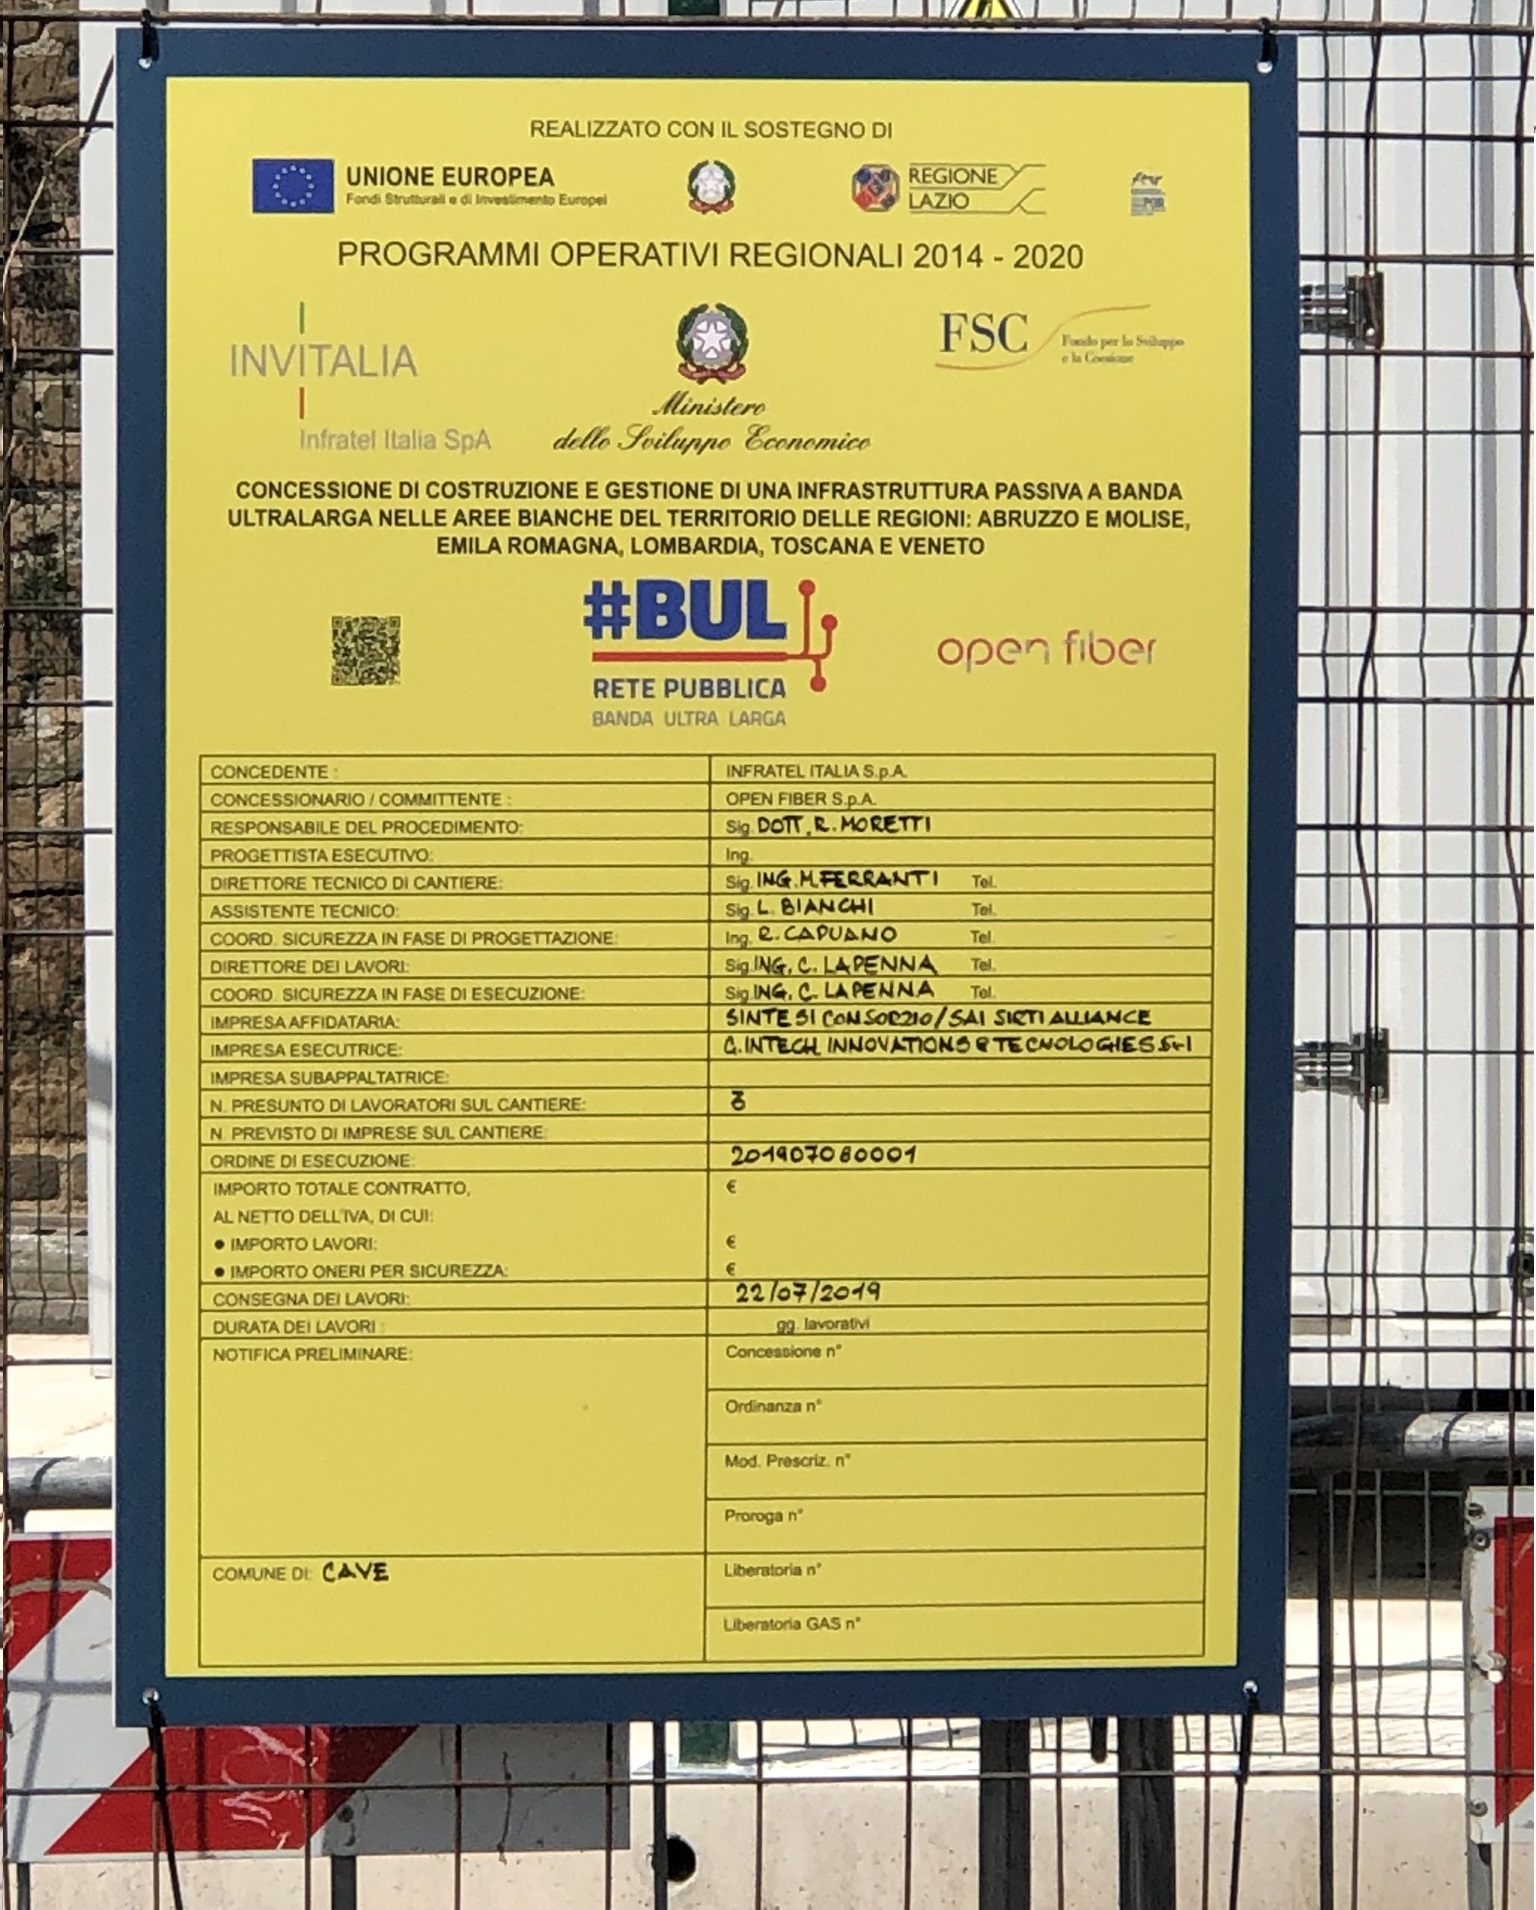 REALIZZATO CON IL SOSTEGNO DI
UNIONE EUROPEA
Fondi Strutturali e di Investimento Europei
REGIONE
LAZIO
PROGRAMMI OPERATIVI REGIONALI 2014 - 2020
INVITALIA
Infratel Italia SpA
Ministero
dello Sviluppo Economico
FSC
Fondo per lo Sviluppo
e la Coesione
CONCESSIONE DI COSTRUZIONE E GESTIONE DI UNA INFRASTRUTTURA PASSIVA A BANDA
ULTRALARGA NELLE AREE BIANCHE DEL TERRITORIO DELLE REGIONI: ABRUZZO E MOLISE,
EMILA ROMAGNA, LOMBARDIA, TOSCANA E VENETO
#BUL
RETE PUBBLICA
BANDA ULTRA LARGA
open fiber
CONCEDENTE : INFRATEL ITALIA S.p.A.
CONCESSIONARIO / COMMITTENTE : OPEN FIBER S.p.A.
RESPONSABILE DEL PROCEDIMENTO: Sig. DOTT. R. MORETTI
PROGETTISTA ESECUTIVO: Ing.
DIRETTORE TECNICO DI CANTIERE: Sig. ING. M. FERRANTI Tel.
ASSISTENTE TECNICO: Sig. L. BIANCHI Tel.
COORD. SICUREZZA IN FASE DI PROGETTAZIONE: Ing. R. CAPUANO Tel.
DIRETTORE DEI LAVORI: Sig. ING. C. LAPENNA Tel.
COORD. SICUREZZA IN FASE DI ESECUZIONE: Sig. ING. C. LAPENNA Tel.
IMPRESA AFFIDATARIA: SINTESI CONSORZIO/SAI SIRTI ALLIANCE
IMPRESA ESECUTRICE: G.INTECH INNOVATIONS & TECNOLOGIES Srl
IMPRESA SUBAPPALTATRICE:
N. PRESUNTO DI LAVORATORI SUL CANTIERE: 3
N. PREVISTO DI IMPRESE SUL CANTIERE:
ORDINE DI ESECUZIONE: 201907080001
IMPORTO TOTALE CONTRATTO, €
AL NETTO DELL'IVA, DI CUI:
● IMPORTO LAVORI: €
● IMPORTO ONERI PER SICUREZZA: €
CONSEGNA DEI LAVORI: 22/07/2019
DURATA DEI LAVORI : gg. lavorativi
NOTIFICA PRELIMINARE: Concessione n°
Ordinanza n°
Mod. Prescriz. n°
Proroga n°
COMUNE DI: CAVE Liberatoria n°
Liberatoria GAS n°